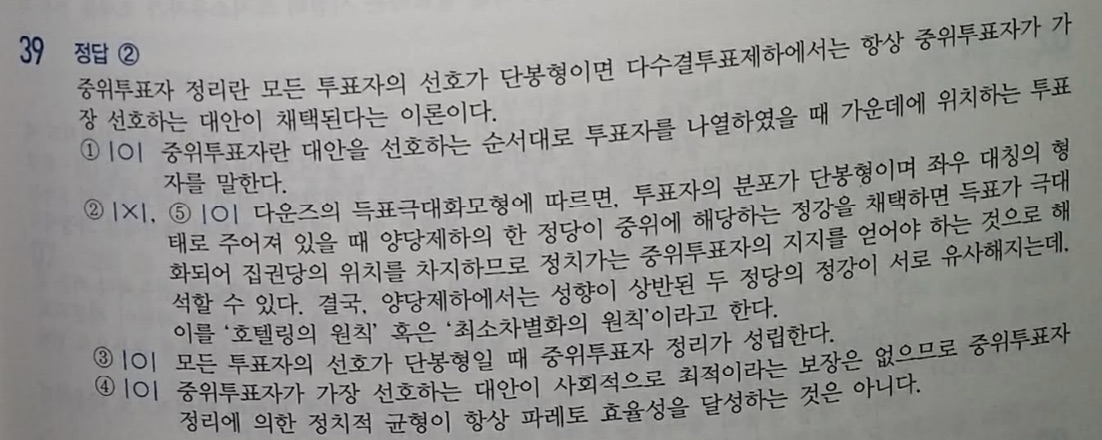 39 정답 ②
중위투표자 정리란 모든 투표자의 선호가 단봉형이면 다수결투표제하에서는 항상 중위투표자가 가
장 선호하는 대안이 채택된다는 이론이다.
① |O| 중위투표자란 대안을 선호하는 순서대로 투표자를 나열하였을 때 가운데에 위치하는 투표
자를 말한다.
② |X|, ⑤ |O| 다운즈의 득표극대화모형에 따르면, 투표자의 분포가 단봉형이며 좌우 대칭의 형
태로 주어져 있을 때 양당제하의 한 정당이 중위에 해당하는 정강을 채택하면 득표가 극대
화되어 집권당의 위치를 차지하므로 정치가는 중위투표자의 지지를 얻어야 하는 것으로 해
석할 수 있다. 결국, 양당제하에서는 성향이 상반된 두 정당의 정강이 서로 유사해지는데,
이를 ‘호텔링의 원칙’ 혹은 ‘최소차별화의 원칙’이라고 한다.
③ |O| 모든 투표자의 선호가 단봉형일 때 중위투표자 정리가 성립한다.
④ |O| 중위투표자가 가장 선호하는 대안이 사회적으로 최적이라는 보장은 없으므로 중위투표자
정리에 의한 정치적 균형이 항상 파레토 효율성을 달성하는 것은 아니다.